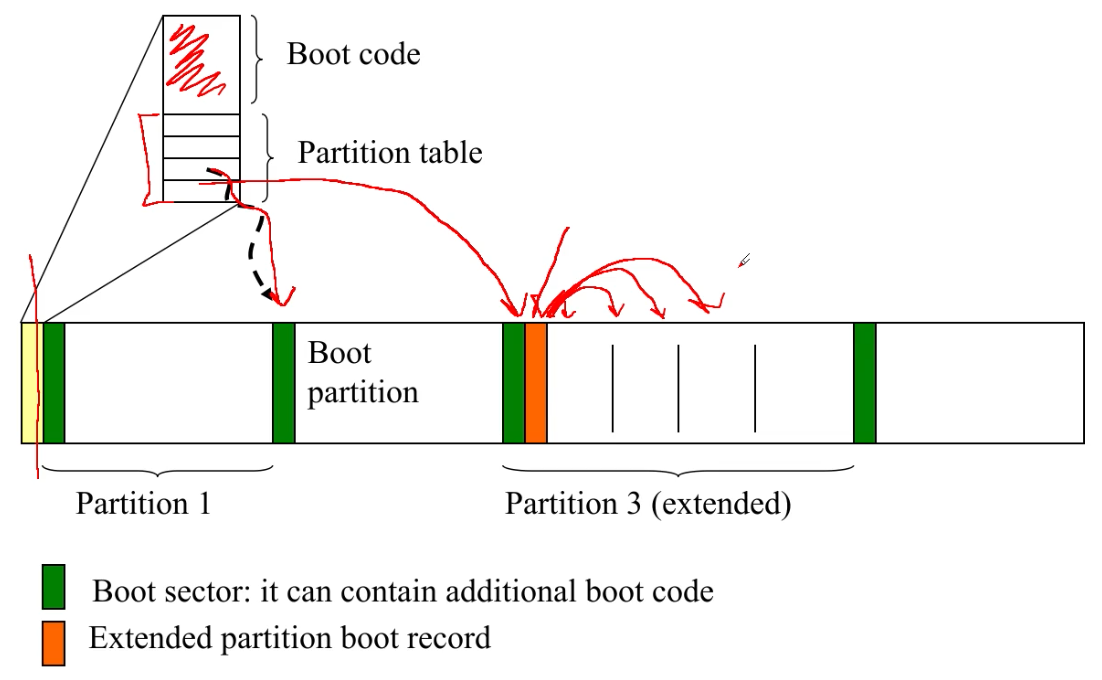 Boot code
Partition table
Boot
partition
Partition 1
Partition 3 (extended)
Boot sector: it can contain additional boot code
Extended partition boot record